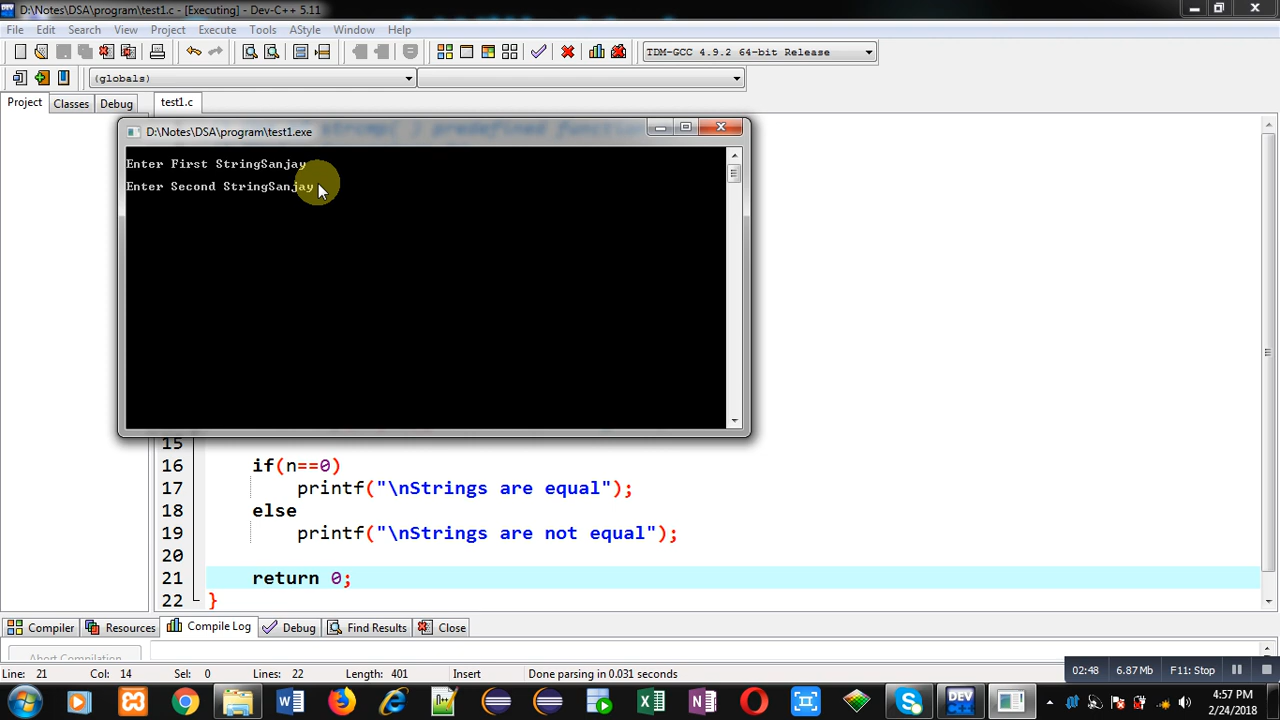 D:\Notes\DSA\program\test1.c - [Executing] - Dev-C++ 5.11
File Edit Search View Project Execute Tools AStyle Window Help
TDM-GCC 4.9.2 64-bit Release
(globals)
Project Classes Debug test1.c
D:\Notes\DSA\program\test1.exe
Enter First StringSanjay
Enter Second StringSanjay
15
16 if(n==0)
17 printf("\nStrings are equal");
18 else
19 printf("\nStrings are not equal");
20
21 return 0;
22 }
Compiler Resources Compile Log Debug Find Results Close
Abort Compilation
Line: 21 Col: 14 Sel: 0 Lines: 22 Length: 401 Insert Done parsing in 0.031 seconds
02:48 6.87 Mb F11: Stop
4:57 PM
2/24/2018